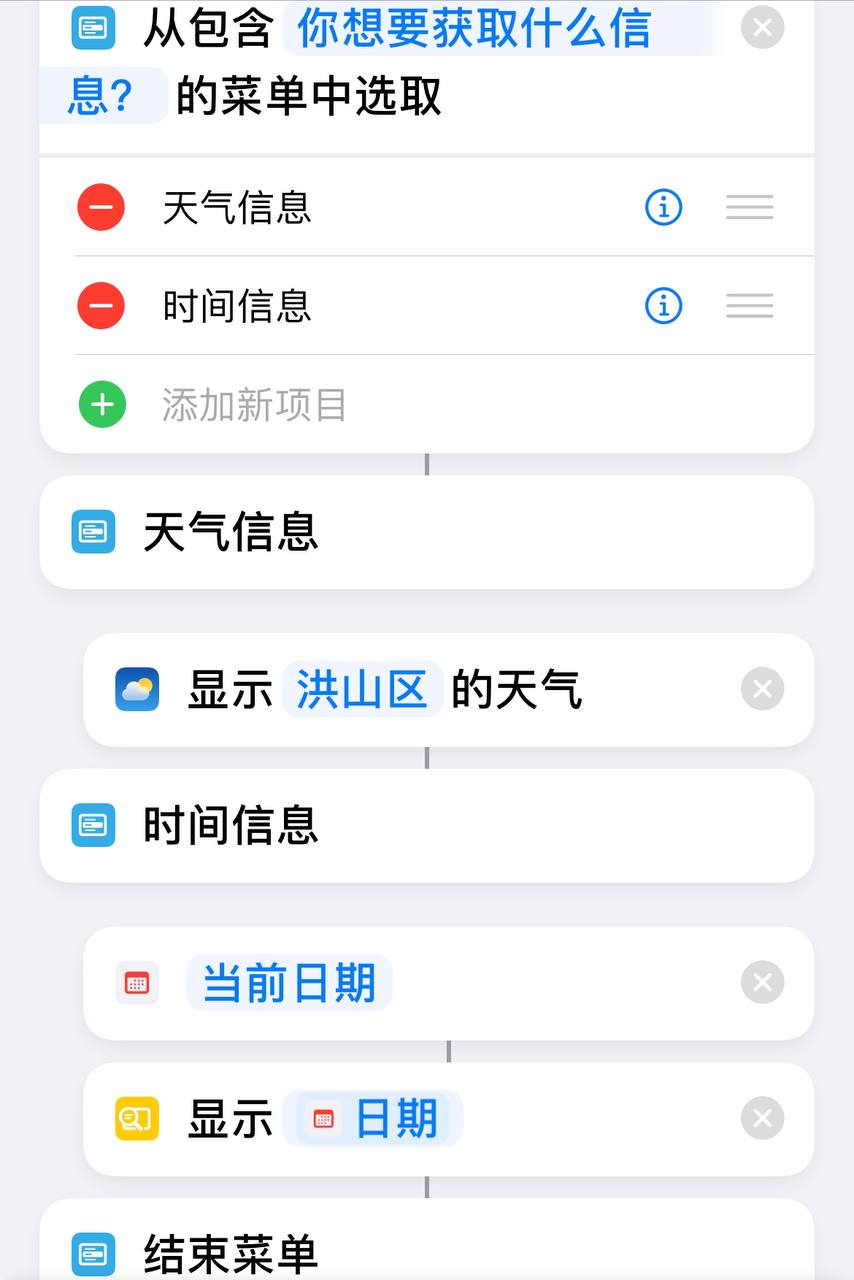 从包含 你想要获取什么信
息? 的菜单中选取
天气信息
时间信息
添加新项目
天气信息
显示 洪山区 的天气
时间信息
当前日期
显示 日期
结束菜单